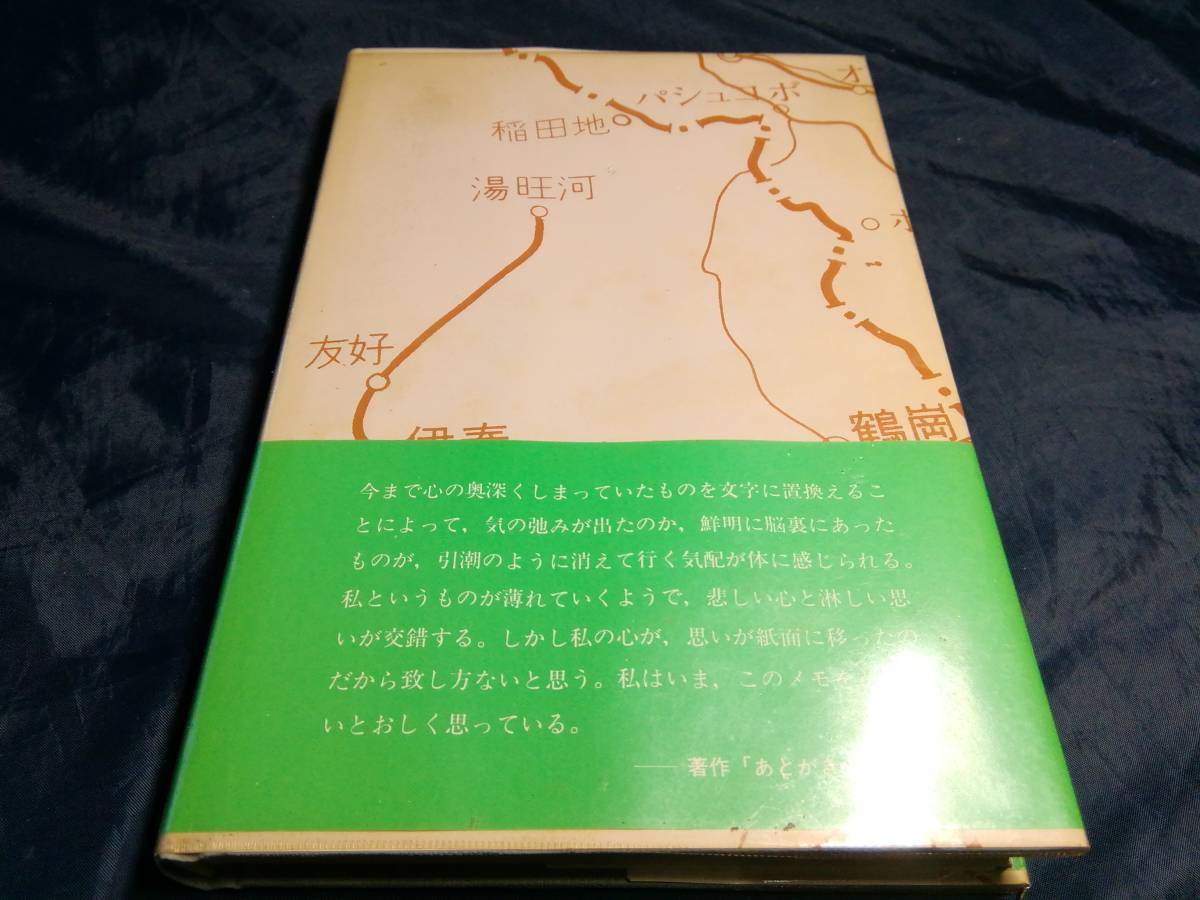 オ
パシュコボ
稲田地
湯旺河
ホ
友好
鶴崗
伊春
今まで心の奥深くしまっていたものを文字に置換えるこ
とによって，気の弛みが出たのか，鮮明に脳裏にあった
ものが，引潮のように消えて行く気配が体に感じられる。
私というものが薄れていくようで，悲しい心と淋しい思
いが交錯する。しかし私の心が，思いが紙面に移ったの
だから致し方ないと思う。私はいま，このメモを
いとおしく思っている。
── 著作「あとがき